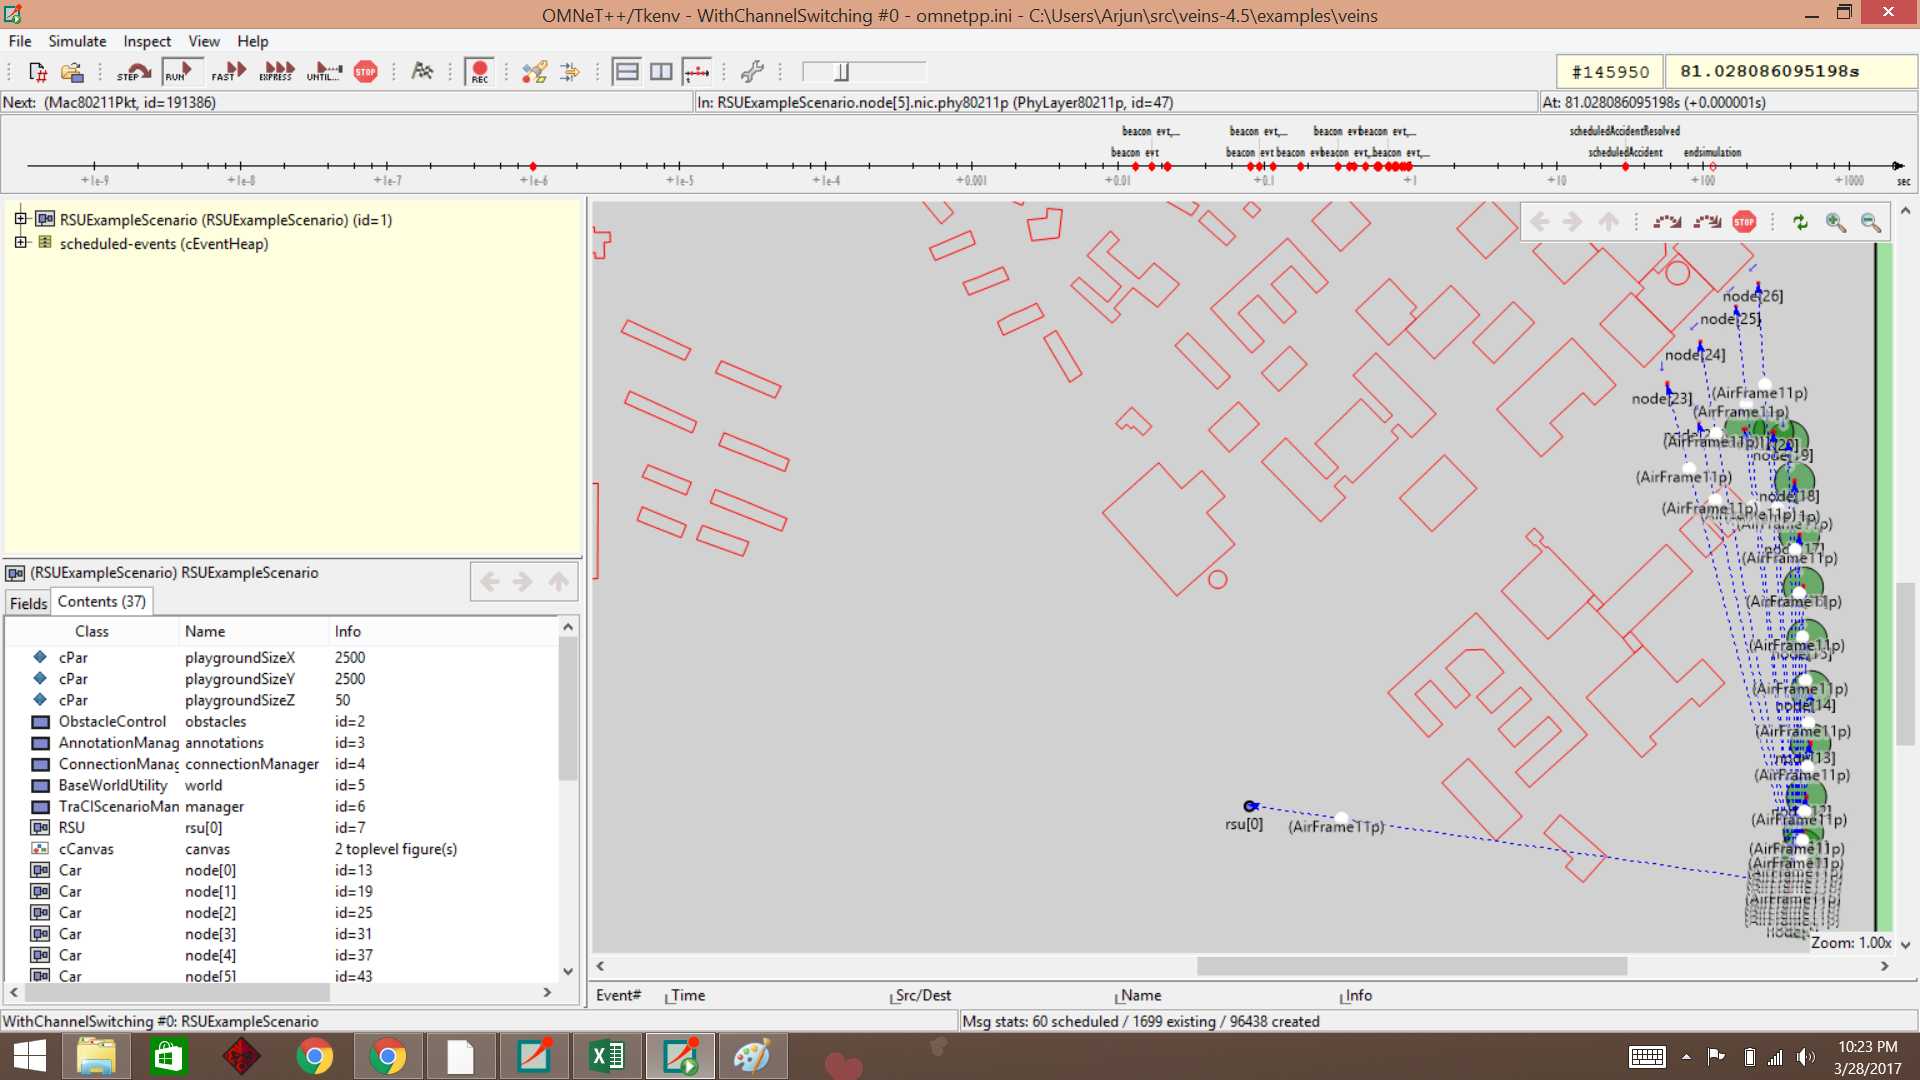 OMNeT++/Tkenv - WithChannelSwitching #0 - omnetpp.ini - C:\Users\Arjun\src\veins-4.5\examples\veins
File Simulate Inspect View Help
STEP RUN FAST EXPRESS UNTIL... STOP REC
#145950 81.028086095198s
Next: (Mac80211Pkt, id=191386) In: RSUExampleScenario.node[5].nic.phy80211p (PhyLayer80211p, id=47) At: 81.028086095198s (+0.000001s)
beacon evt,... beacon evt,... beacon evt beacon evt,... scheduledAccidentResolved
beacon evt beacon evt beacon evt beacon evt, beacon evt,... scheduledAccident endsimulation
+1e-9 +1e-8 +1e-7 +1e-6 +1e-5 +1e-4 +0.001 +0.01 +0.1 +1 +10 +100 +1000 sec
RSUExampleScenario (RSUExampleScenario) (id=1)
scheduled-events (cEventHeap)
(RSUExampleScenario) RSUExampleScenario
Fields Contents (37)
Class Name Info
cPar playgroundSizeX 2500
cPar playgroundSizeY 2500
cPar playgroundSizeZ 50
ObstacleControl obstacles id=2
AnnotationManag annotations id=3
ConnectionManag connectionManager id=4
BaseWorldUtility world id=5
TraCIScenarioMan manager id=6
RSU rsu[0] id=7
cCanvas canvas 2 toplevel figure(s)
Car node[0] id=13
Car node[1] id=19
Car node[2] id=25
Car node[3] id=31
Car node[4] id=37
Car node[5] id=43
STOP
node[26]
node[25]
node[24]
(AirFrame11p)
node[23]
(AirFrame11p)
(AirFrame11p)
node[19]
(AirFrame11p)
node[18]
(AirFrame11p)
node[17]
(AirFrame11p)
(AirFrame11p)
(AirFrame11p)
(AirFrame11p)
node[14]
(AirFrame11p)
node[13]
(AirFrame11p)
node[12]
(AirFrame11p)
rsu[0] (AirFrame11p)
(AirFrame11p)
(AirFrame11p)
Zoom: 1.00x
Event# Time Src/Dest Name Info
WithChannelSwitching #0: RSUExampleScenario Msg stats: 60 scheduled / 1699 existing / 96438 created
10:23 PM
3/28/2017